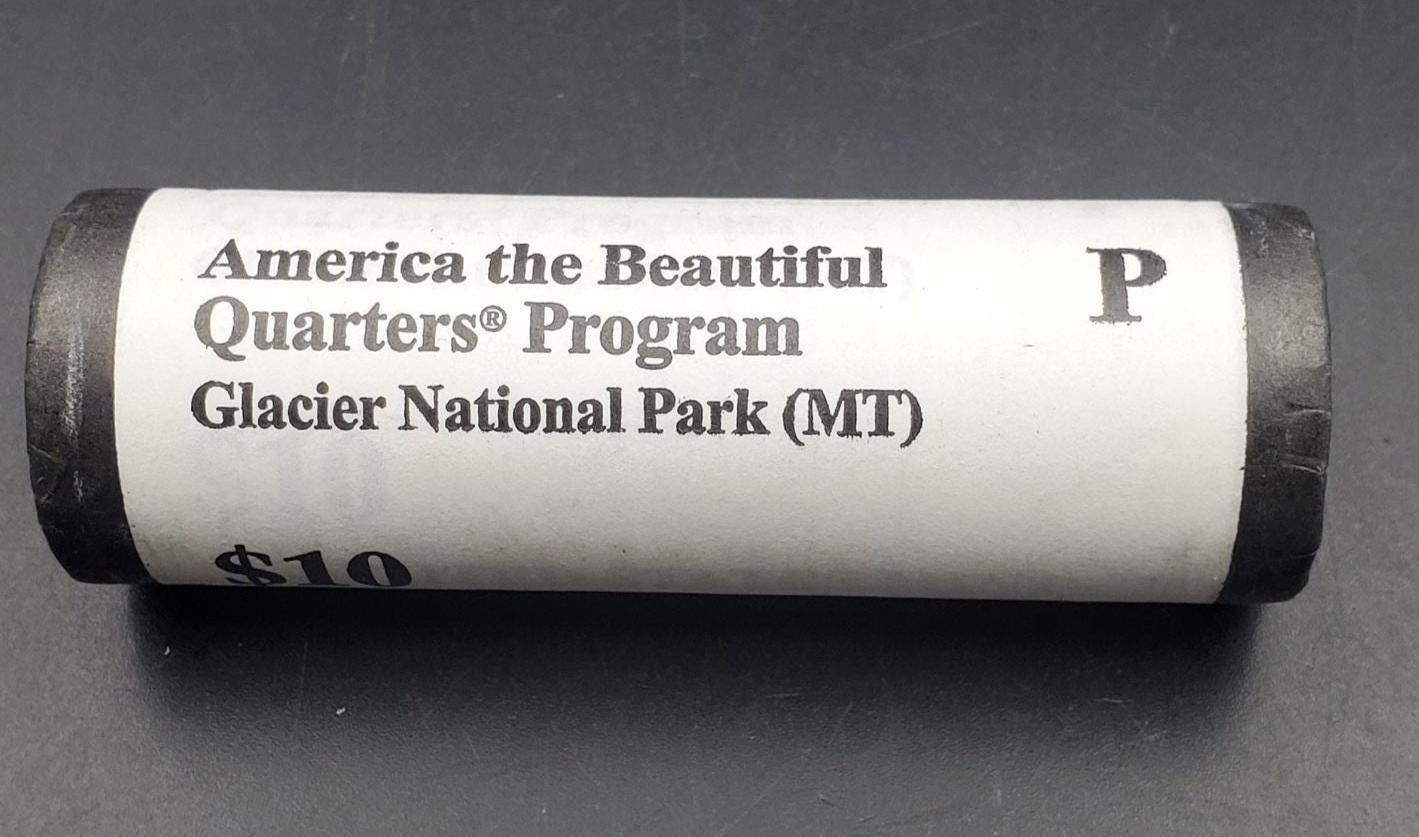 America the Beautiful
P
Quarters® Program
Glacier National Park (MT)
$10